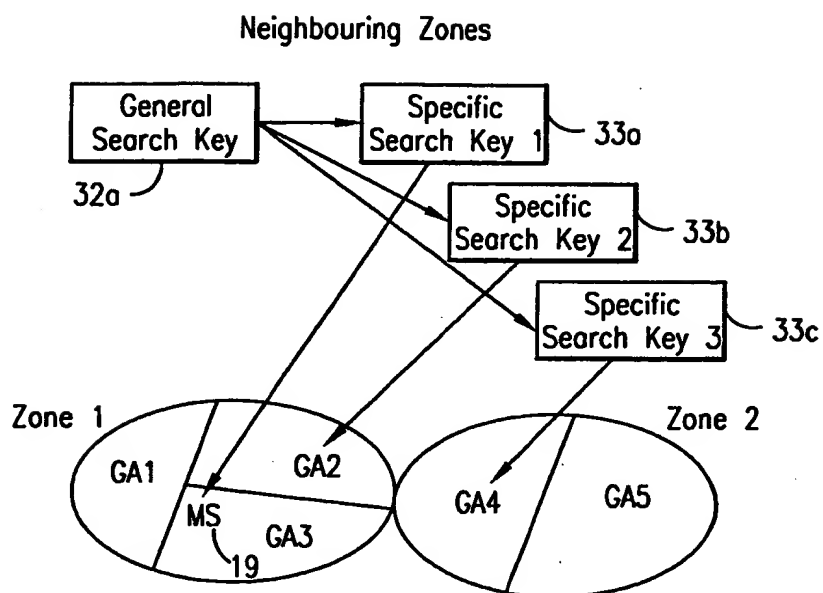 Neighbouring Zones
General
Search Key
32a
Specific
Search Key 1
33a
Specific
Search Key 2
33b
Specific
Search Key 3
33c
Zone 1
Zone 2
GA1
GA2
MS
19
GA3
GA4
GA5